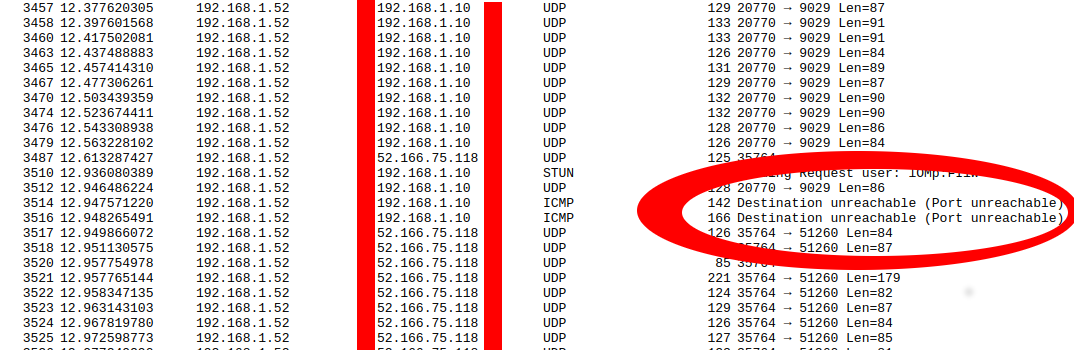 3457 12.377620305 192.168.1.52 192.168.1.10 UDP 129 20770 → 9029 Len=87
3458 12.397601568 192.168.1.52 192.168.1.10 UDP 133 20770 → 9029 Len=91
3460 12.417502081 192.168.1.52 192.168.1.10 UDP 133 20770 → 9029 Len=91
3463 12.437488883 192.168.1.52 192.168.1.10 UDP 126 20770 → 9029 Len=84
3465 12.457414310 192.168.1.52 192.168.1.10 UDP 131 20770 → 9029 Len=89
3467 12.477306261 192.168.1.52 192.168.1.10 UDP 129 20770 → 9029 Len=87
3470 12.503439359 192.168.1.52 192.168.1.10 UDP 132 20770 → 9029 Len=90
3474 12.523674411 192.168.1.52 192.168.1.10 UDP 132 20770 → 9029 Len=90
3476 12.543308938 192.168.1.52 192.168.1.10 UDP 128 20770 → 9029 Len=86
3479 12.563228102 192.168.1.52 192.168.1.10 UDP 126 20770 → 9029 Len=84
3487 12.613287427 192.168.1.52 52.166.75.118 UDP 125 35764
3510 12.936080389 192.168.1.52 192.168.1.10 STUN Request user:
3512 12.946486224 192.168.1.52 192.168.1.10 UDP 128 20770 → 9029 Len=86
3514 12.947571220 192.168.1.52 192.168.1.10 ICMP 142 Destination unreachable (Port unreachable)
3516 12.948265491 192.168.1.52 192.168.1.10 ICMP 166 Destination unreachable (Port unreachable)
3517 12.949866072 192.168.1.52 52.166.75.118 UDP 126 35764 → 51260 Len=84
3518 12.951130575 192.168.1.52 52.166.75.118 UDP 35764 → 51260 Len=87
3520 12.957754978 192.168.1.52 52.166.75.118 UDP 85
3521 12.957765144 192.168.1.52 52.166.75.118 UDP 221 35764 → 51260 Len=179
3522 12.958347135 192.168.1.52 52.166.75.118 UDP 124 35764 → 51260 Len=82
3523 12.963143103 192.168.1.52 52.166.75.118 UDP 129 35764 → 51260 Len=87
3524 12.967819780 192.168.1.52 52.166.75.118 UDP 126 35764 → 51260 Len=84
3525 12.972598773 192.168.1.52 52.166.75.118 UDP 127 35764 → 51260 Len=85